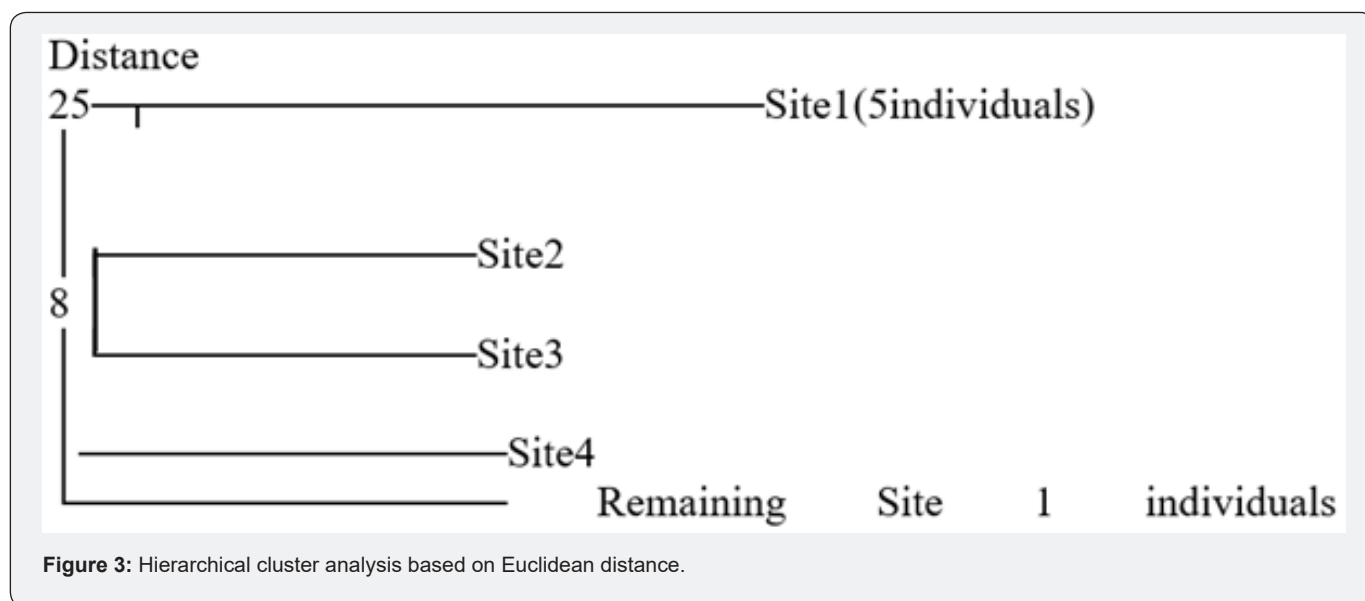 Distance
25 Site1(5individuals)
Site2
8
Site3
Site4
Remaining Site 1 individuals
Figure 3: Hierarchical cluster analysis based on Euclidean distance.